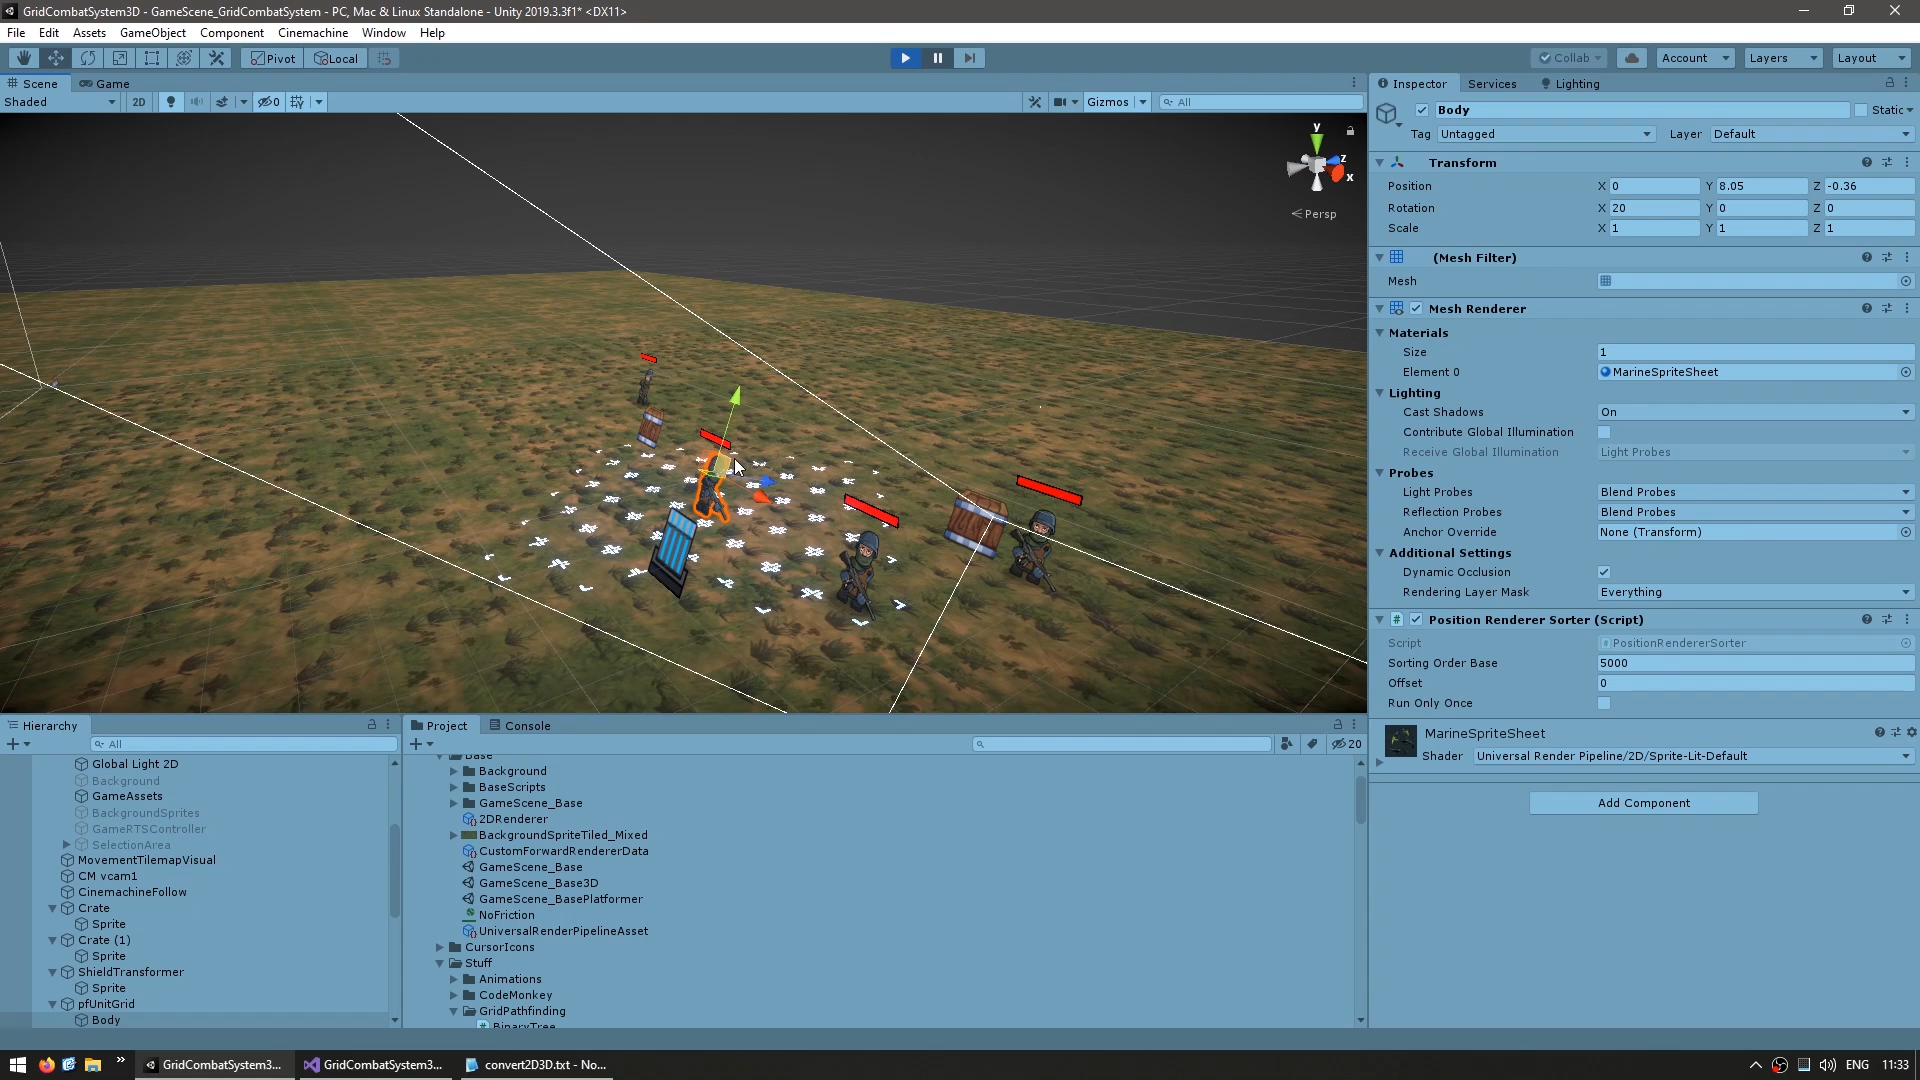 GridCombatSystem3D - GameScene_GridCombatSystem - PC, Mac & Linux Standalone - Unity 2019.3.3f1* <DX11>
File Edit Assets GameObject Component Cinemachine Window Help
Pivot Local Collab Account Layers Layout
Scene Game
Shaded 2D 0 Gizmos All
y
z
x
Persp
Inspector Services Lighting
Body Static
Tag Untagged Layer Default
Transform
Position X 0 Y 8.05 Z -0.36
Rotation X 20 Y 0 Z 0
Scale X 1 Y 1 Z 1
(Mesh Filter)
Mesh
Mesh Renderer
Materials
Size 1
Element 0 MarineSpriteSheet
Lighting
Cast Shadows On
Contribute Global Illumination
Receive Global Illumination Light Probes
Probes
Light Probes Blend Probes
Reflection Probes Blend Probes
Anchor Override None (Transform)
Additional Settings
Dynamic Occlusion
Rendering Layer Mask Everything
Position Renderer Sorter (Script)
Script PositionRendererSorter
Sorting Order Base 5000
Offset 0
Run Only Once
MarineSpriteSheet
Shader Universal Render Pipeline/2D/Sprite-Lit-Default
Add Component
Hierarchy
All
Global Light 2D
Background
GameAssets
BackgroundSprites
GameRTSController
SelectionArea
MovementTilemapVisual
CM vcam1
CinemachineFollow
Crate
Sprite
Crate (1)
Sprite
ShieldTransformer
Sprite
pfUnitGrid
Body
Project Console
20
Base
Background
BaseScripts
GameScene_Base
2DRenderer
BackgroundSpriteTiled_Mixed
CustomForwardRendererData
GameScene_Base
GameScene_Base3D
GameScene_BasePlatformer
NoFriction
UniversalRenderPipelineAsset
CursorIcons
Stuff
Animations
CodeMonkey
GridPathfinding
BinaryTree
GridCombatSystem3... GridCombatSystem3... convert2D3D.txt - No... ENG 11:33